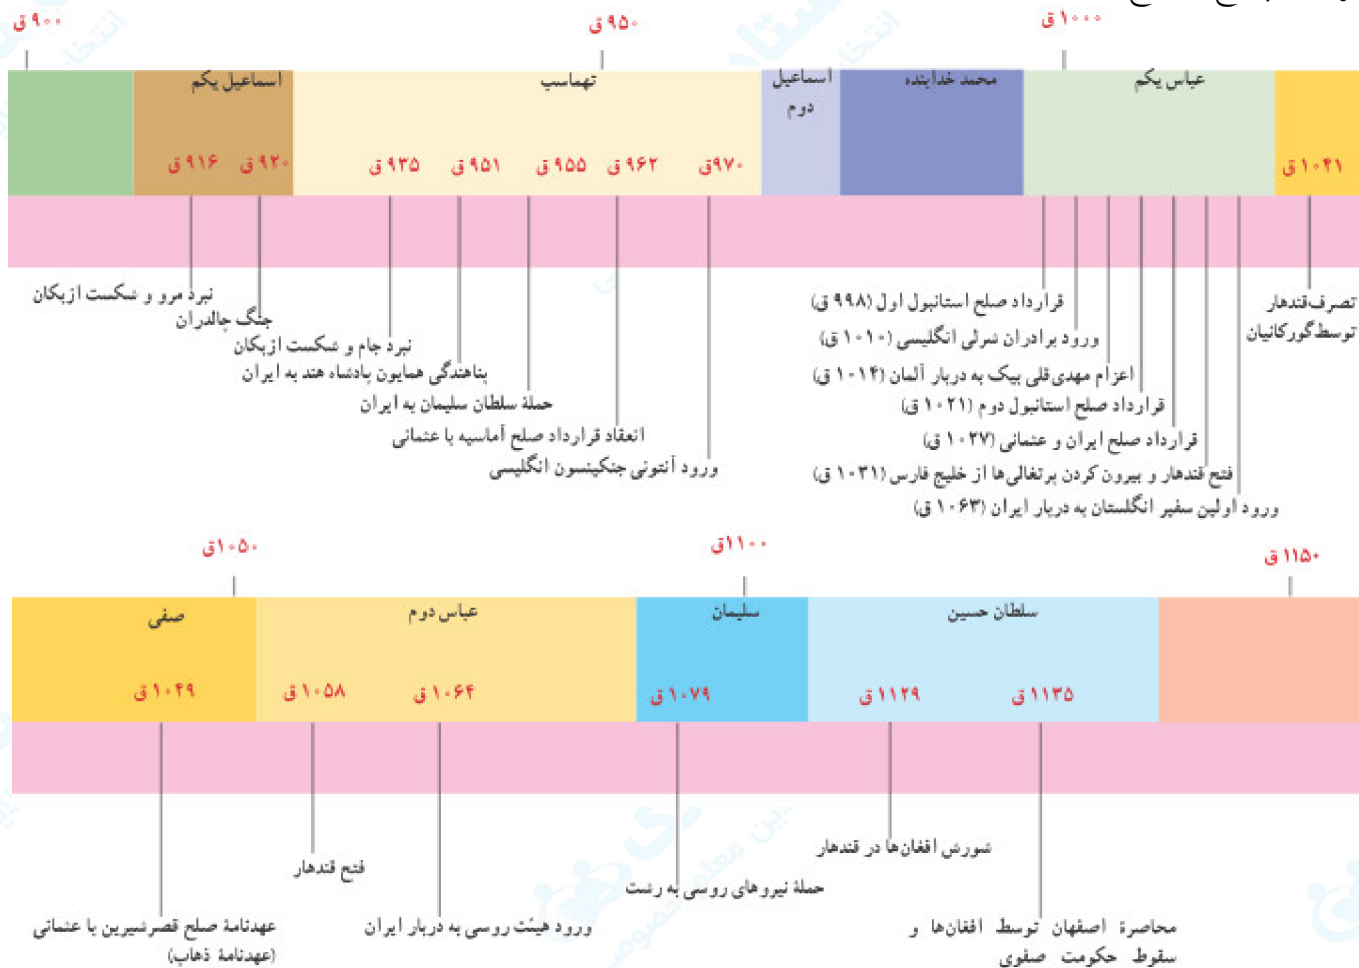 ۹۰۰ ق
۹۵۰ ق
۱۰۰۰ ق
اسماعیل یکم
تهماسب
اسماعیل
دوم
محمد خدابنده
عباس یکم
۹۱۶ ق
۹۲۰ ق
۹۳۵ ق
۹۵۱ ق
۹۵۵ ق
۹۶۲ ق
۹۷۰ق
۱۰۴۱ ق
نبرد مرو و شکست ازبکان
جنگ چالدران
نبرد جام و شکست ازبکان
پناهندگی همایون پادشاه هند به ایران
حملهٔ سلطان سلیمان به ایران
انعقاد قرارداد صلح آماسیه با عثمانی
ورود آنتونی جنکینسون انگلیسی
قرارداد صلح استانبول اول (۹۹۸ ق)
ورود برادران شرلی انگلیسی (۱۰۱۰ ق)
اعزام مهدی‌قلی بیک به دربار آلمان (۱۰۱۴ ق)
قرارداد صلح استانبول دوم (۱۰۲۱ ق)
قرارداد صلح ایران و عثمانی (۱۰۲۷ ق)
فتح قندهار و بیرون کردن پرتغالی‌ها از خلیج فارس (۱۰۳۱ ق)
ورود اولین سفیر انگلستان به دربار ایران (۱۰۶۳ ق)
تصرف‌قندهار
توسط‌گورکانیان
۱۰۵۰ق
۱۱۰۰ق
۱۱۵۰ ق
صفی
عباس دوم
سلیمان
سلطان حسین
۱۰۴۹ ق
۱۰۵۸ ق
۱۰۶۴ ق
۱۰۷۹ ق
۱۱۲۹ ق
۱۱۳۵ ق
عهدنامهٔ صلح قصرشیرین با عثمانی
(عهدنامهٔ ذهاب)
فتح قندهار
ورود هیئت روسی به دربار ایران
حملهٔ نیروهای روسی به رشت
شورش افغان‌ها در قندهار
محاصرهٔ اصفهان توسط افغان‌ها و
سقوط حکومت صفوی